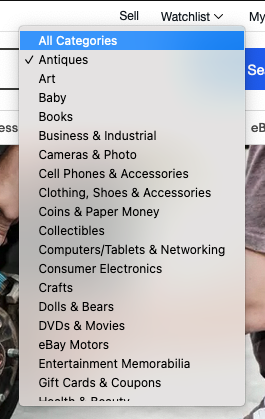 Sell Watchlist My
All Categories
✓ Antiques
Art
Baby
Books
Business & Industrial
Cameras & Photo
Cell Phones & Accessories
Clothing, Shoes & Accessories
Coins & Paper Money
Collectibles
Computers/Tablets & Networking
Consumer Electronics
Crafts
Dolls & Bears
DVDs & Movies
eBay Motors
Entertainment Memorabilia
Gift Cards & Coupons
Health & Beauty
Se
ess
eB